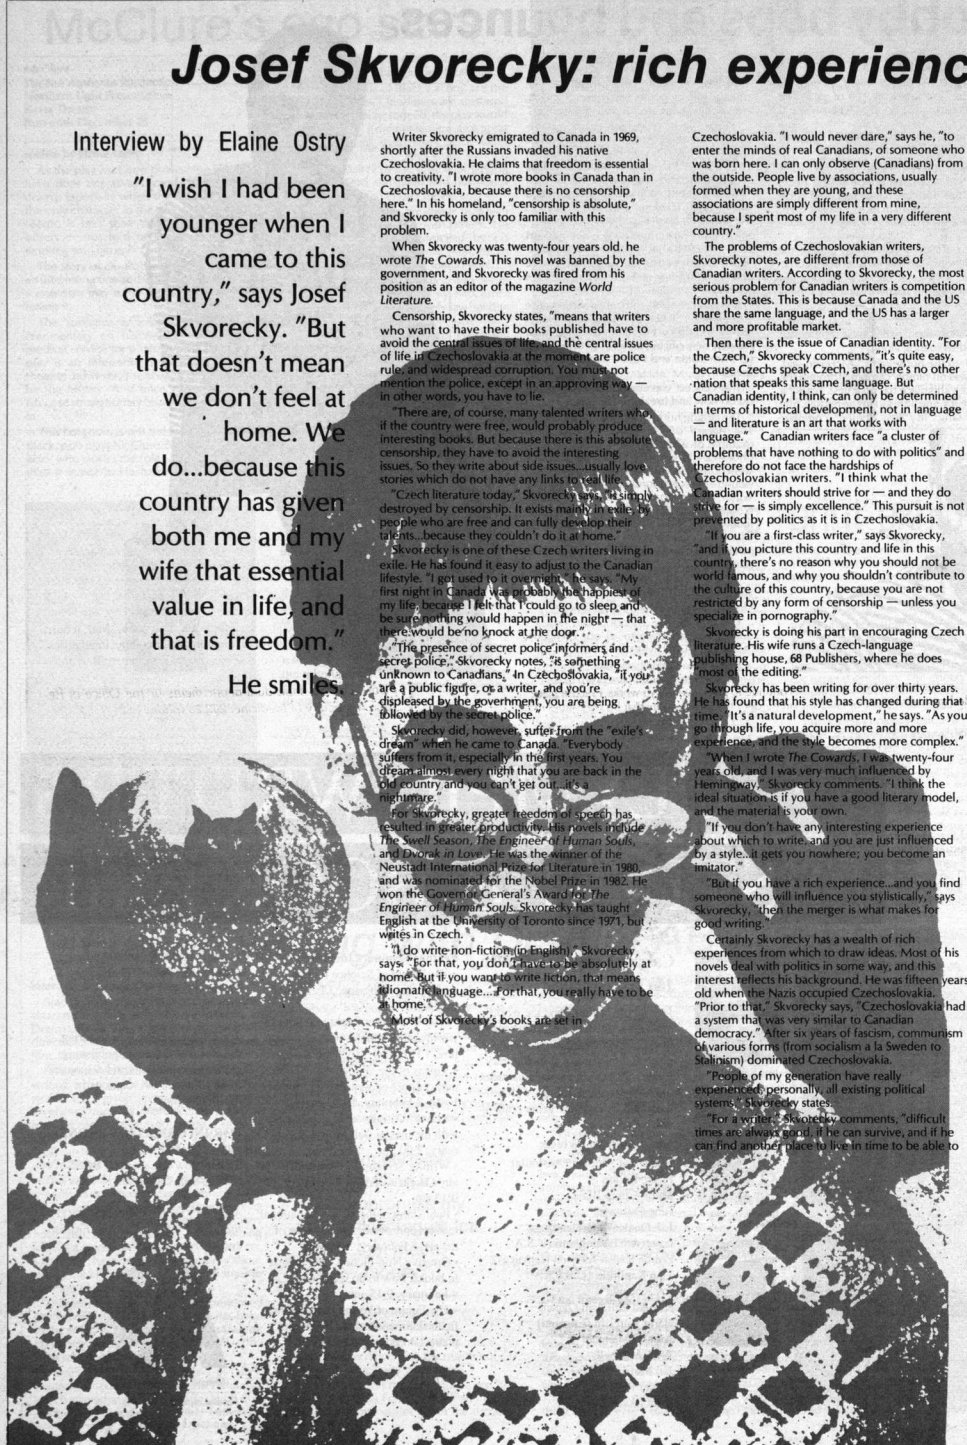 Josef Skvorecky: rich experienc
Interview by Elaine Ostry
"I wish I had been
younger when I
came to this
country," says Josef
Skvorecky. "But
that doesn't mean
we don't feel at
home. We
do...because this
country has given
both me and my
wife that essential
value in life, and
that is freedom."
He smiles.
Writer Skvorecky emigrated to Canada in 1969,
shortly after the Russians invaded his native
Czechoslovakia. He claims that freedom is essential
to creativity. "I wrote more books in Canada than in
Czechoslovakia, because there is no censorship
here." In his homeland, "censorship is absolute,"
and Skvorecky is only too familiar with this
problem.
When Skvorecky was twenty-four years old, he
wrote The Cowards. This novel was banned by the
government, and Skvorecky was fired from his
position as an editor of the magazine World
Literature.
Censorship, Skvorecky states, "means that writers
who want to have their books published have to
avoid the central issues of life, and the central issues
of life in Czechoslovakia at the moment are police
rule, and widespread corruption. You must not
mention the police, except in an approving way —
in other words, you have to lie.
"There are, of course, many talented writers who,
if the country were free, would probably produce
interesting books. But because there is this absolute
censorship, they have to avoid the interesting
issues. So they write about side issues...usually love
stories which do not have any links to real life.
"Czech literature today," Skvorecky says, "is simply
destroyed by censorship. It exists mainly in exile, by
people who are free and can fully develop their
talents...because they couldn't do it at home."
Skvorecky is one of these Czech writers living in
exile. He has found it easy to adjust to the Canadian
lifestyle. "I got used to it overnight," he says. "My
first night in Canada was probably the happiest of
my life, because I felt that I could go to sleep and
be sure nothing would happen in the night — that
there would be no knock at the door."
"The presence of secret police informers and
secret police," Skvorecky notes, "is something
unknown to Canadians." In Czechoslovakia, "if you
are a public figure, or a writer, and you're
displeased by the government, you are being
followed by the secret police."
Skvorecky did, however, suffer from the "exile's
dream" when he came to Canada. "Everybody
suffers from it, especially in the first years. You
dream almost every night that you are back in the
old country and you can't get out...it's a
nightmare."
For Skvorecky, greater freedom of speech has
resulted in greater productivity. His novels include
The Swell Season, The Engineer of Human Souls,
and Dvorak in Love. He was the winner of the
Neustadt International Prize for Literature in 1980,
and was nominated for the Nobel Prize in 1982. He
won the Governor General's Award for The
Engineer of Human Souls. Skvorecky has taught
English at the University of Toronto since 1971, but
writes in Czech.
"I do write non-fiction (in English)," Skvorecky
says. "For that, you don't have to be absolutely at
home. But if you want to write fiction, that means
idiomatic language....For that, you really have to be
at home."
Most of Skvorecky's books are set in
Czechoslovakia. "I would never dare," says he, "to
enter the minds of real Canadians, of someone who
was born here. I can only observe (Canadians) from
the outside. People live by associations, usually
formed when they are young, and these
associations are simply different from mine,
because I spent most of my life in a very different
country."
The problems of Czechoslovakian writers,
Skvorecky notes, are different from those of
Canadian writers. According to Skvorecky, the most
serious problem for Canadian writers is competition
from the States. This is because Canada and the US
share the same language, and the US has a larger
and more profitable market.
Then there is the issue of Canadian identity. "For
the Czech," Skvorecky comments, "it's quite easy,
because Czechs speak Czech, and there's no other
nation that speaks this same language. But
Canadian identity, I think, can only be determined
in terms of historical development, not in language
— and literature is an art that works with
language." Canadian writers face "a cluster of
problems that have nothing to do with politics" and
therefore do not face the hardships of
Czechoslovakian writers. "I think what the
Canadian writers should strive for — and they do
strive for — is simply excellence." This pursuit is not
prevented by politics as it is in Czechoslovakia.
"If you are a first-class writer," says Skvorecky,
"and if you picture this country and life in this
country, there's no reason why you should not be
world famous, and why you shouldn't contribute to
the culture of this country, because you are not
restricted by any form of censorship — unless you
specialize in pornography."
Skvorecky is doing his part in encouraging Czech
literature. His wife runs a Czech-language
publishing house, 68 Publishers, where he does
"most of the editing."
Skvorecky has been writing for over thirty years.
He has found that his style has changed during that
time. "It's a natural development," he says. "As you
go through life, you acquire more and more
experience, and the style becomes more complex."
"When I wrote The Cowards, I was twenty-four
years old, and I was very much influenced by
Hemingway," Skvorecky comments. "I think the
ideal situation is if you have a good literary model,
and the material is your own.
"If you don't have any interesting experience
about which to write, and you are just influenced
by a style...it gets you nowhere; you become an
imitator."
"But if you have a rich experience...and you find
someone who will influence you stylistically," says
Skvorecky, "then the merger is what makes for
good writing."
Certainly Skvorecky has a wealth of rich
experiences from which to draw ideas. Most of his
novels deal with politics in some way, and this
interest reflects his background. He was fifteen years
old when the Nazis occupied Czechoslovakia.
"Prior to that," Skvorecky says, "Czechoslovakia had
a system that was very similar to Canadian
democracy." After six years of fascism, communism
of various forms (from socialism a la Sweden to
Stalinism) dominated Czechoslovakia.
"People of my generation have really
experienced, personally, all existing political
systems," Skvorecky states.
"For a writer," Skvorecky comments, "difficult
times are always good, if he can survive, and if he
can find another place to live in time to be able to